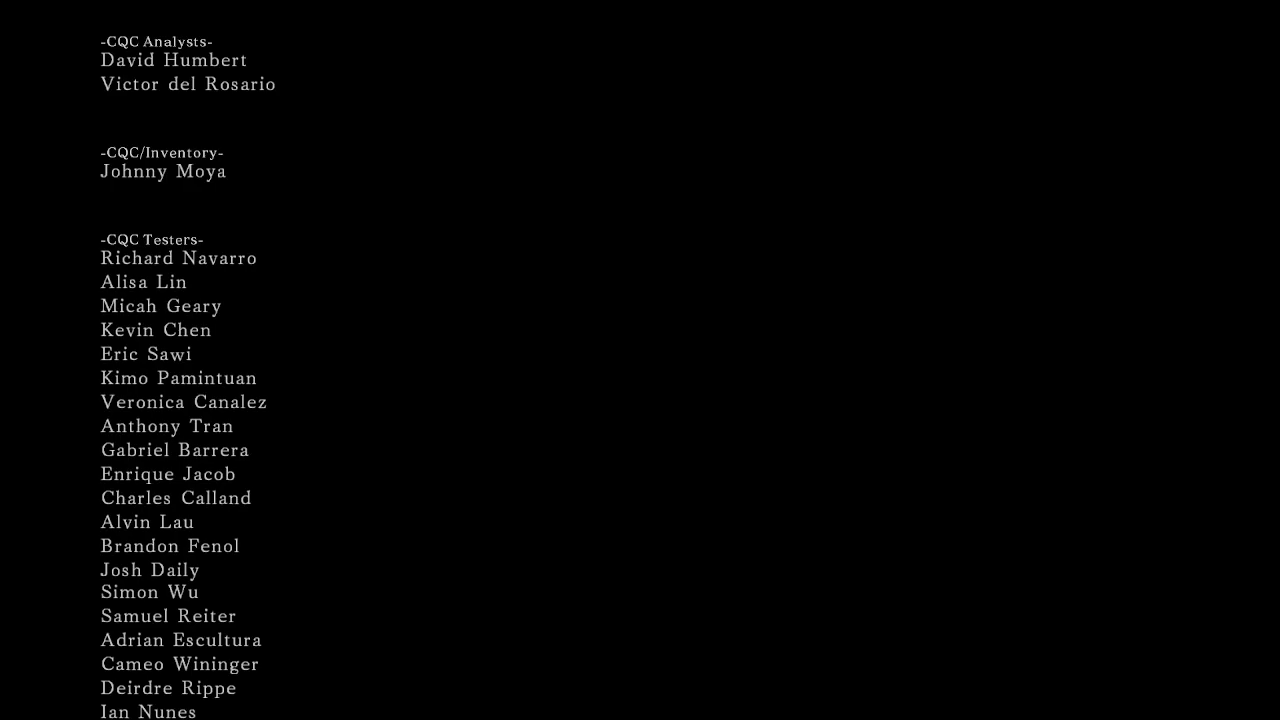 -CQC Analysts-
David Humbert
Victor del Rosario
-CQC/Inventory-
Johnny Moya
-CQC Testers-
Richard Navarro
Alisa Lin
Micah Geary
Kevin Chen
Eric Sawi
Kimo Pamintuan
Veronica Canalez
Anthony Tran
Gabriel Barrera
Enrique Jacob
Charles Calland
Alvin Lau
Brandon Fenol
Josh Daily
Simon Wu
Samuel Reiter
Adrian Escultura
Cameo Wininger
Deirdre Rippe
Ian Nunes